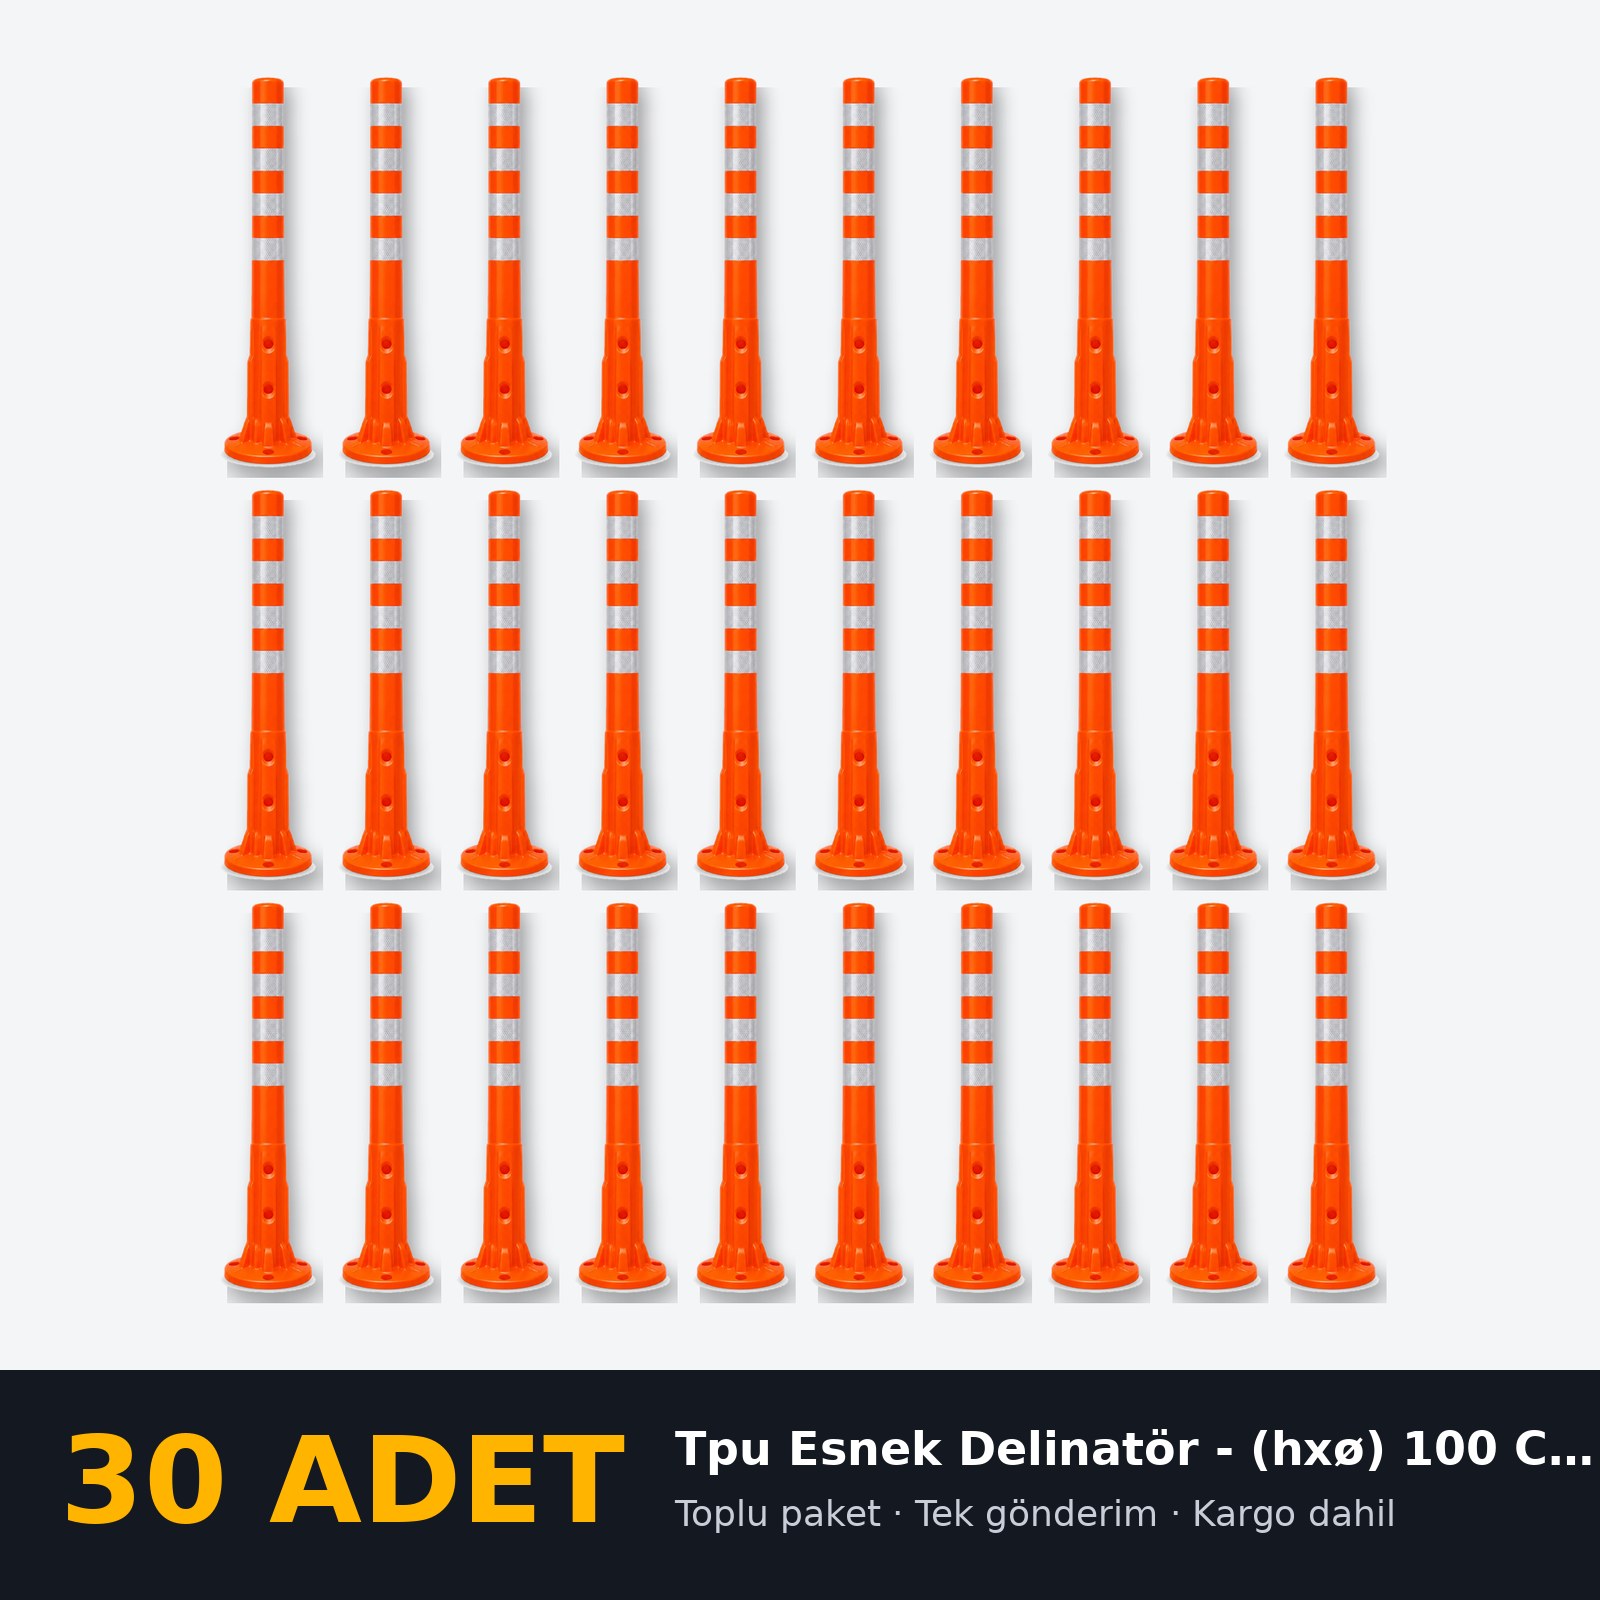 30 ADET
Tpu Esnek Delinatör - (hxø) 100 C...
Toplu paket · Tek gönderim · Kargo dahil